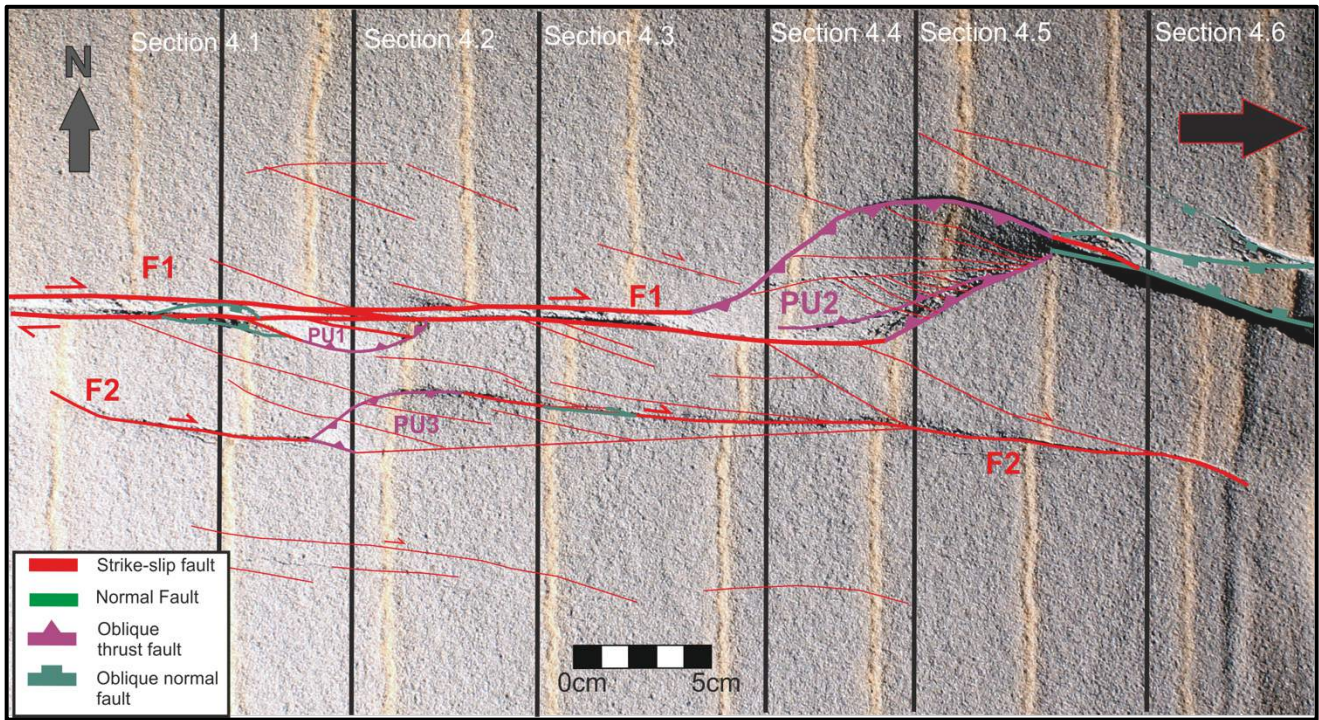 Section 4.1
Section 4.2
Section 4.3
Section 4.4
Section 4.5
Section 4.6
N
F1
F1
PU2
PU1
F2
PU3
F2
Strike-slip fault
Normal Fault
Oblique
thrust fault
Oblique normal
fault
0cm
5cm